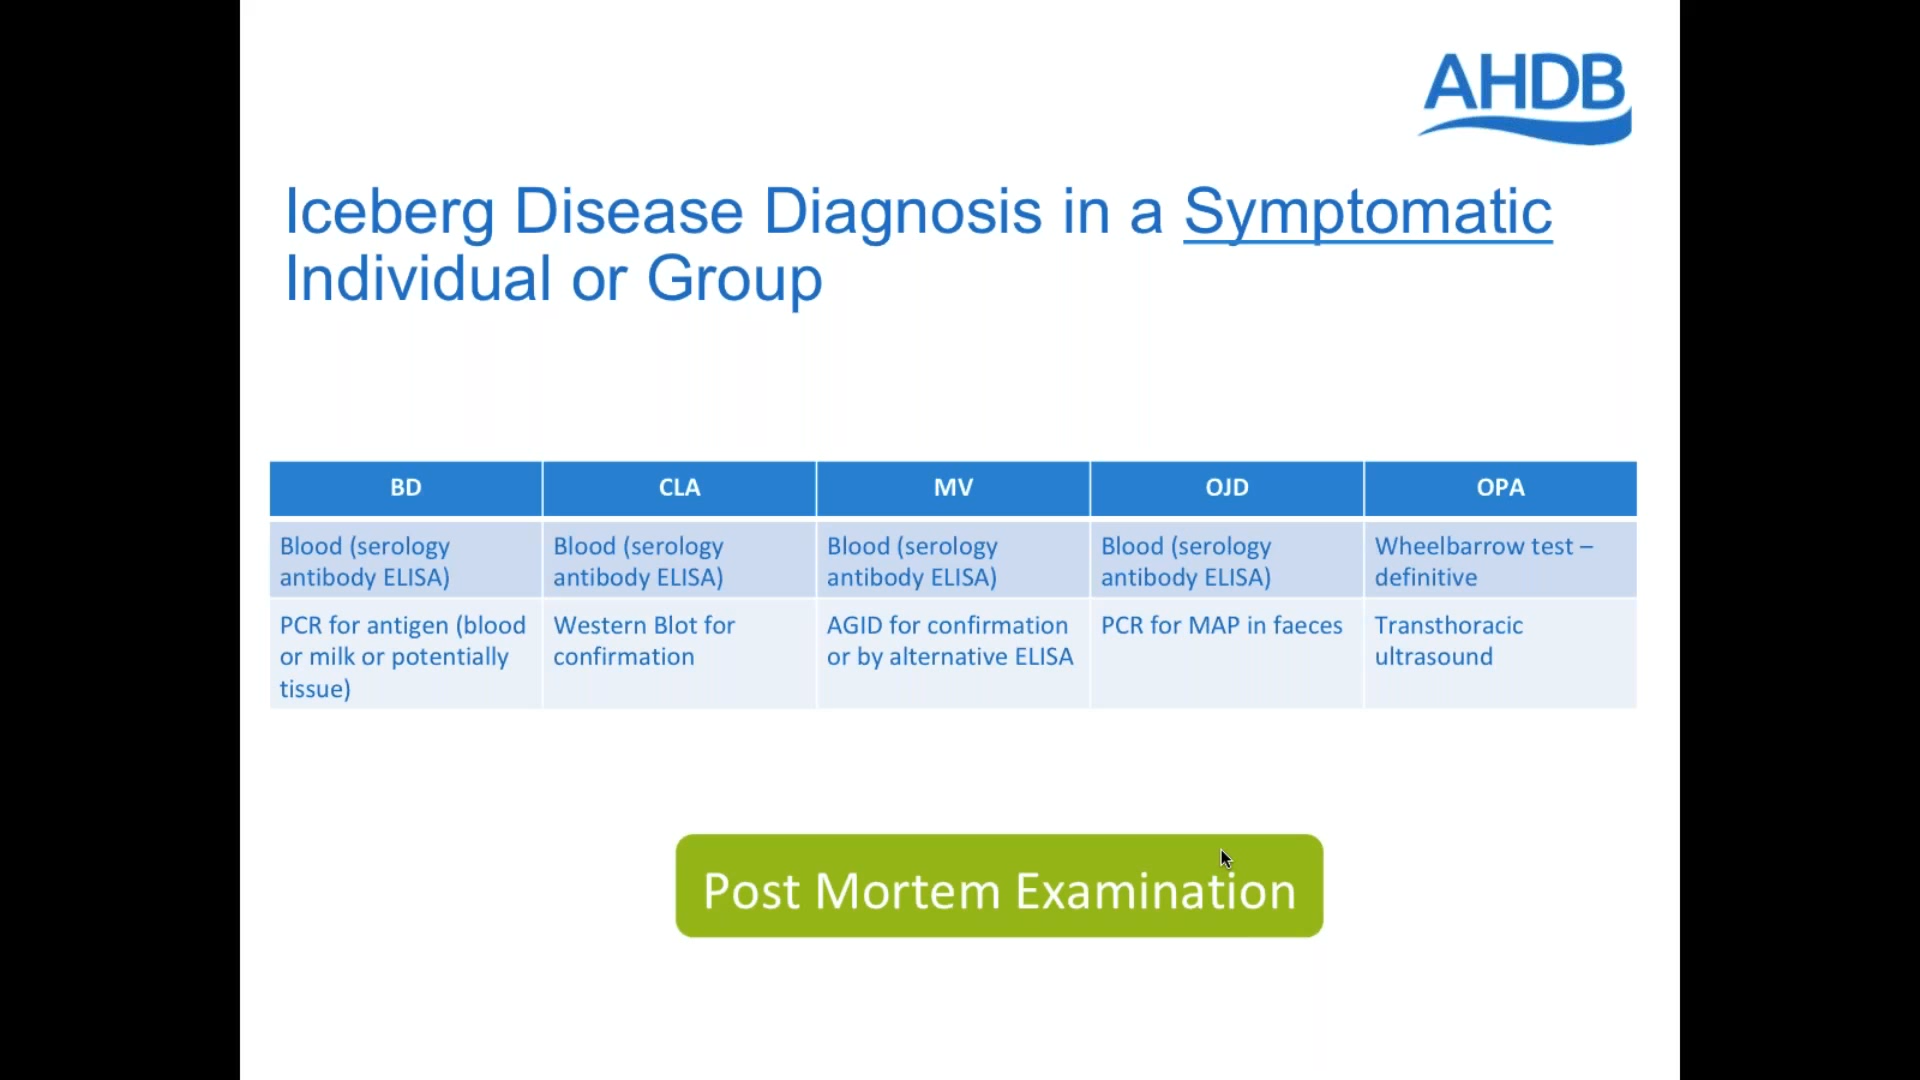 AHDB
Iceberg Disease Diagnosis in a Symptomatic
Individual or Group
BD
CLA
MV
OJD
OPA
Blood (serology
antibody ELISA)
Blood (serology
antibody ELISA)
Blood (serology
antibody ELISA)
Blood (serology
antibody ELISA)
Wheelbarrow test –
definitive
PCR for antigen (blood
or milk or potentially
tissue)
Western Blot for
confirmation
AGID for confirmation
or by alternative ELISA
PCR for MAP in faeces
Transthoracic
ultrasound
Post Mortem Examination